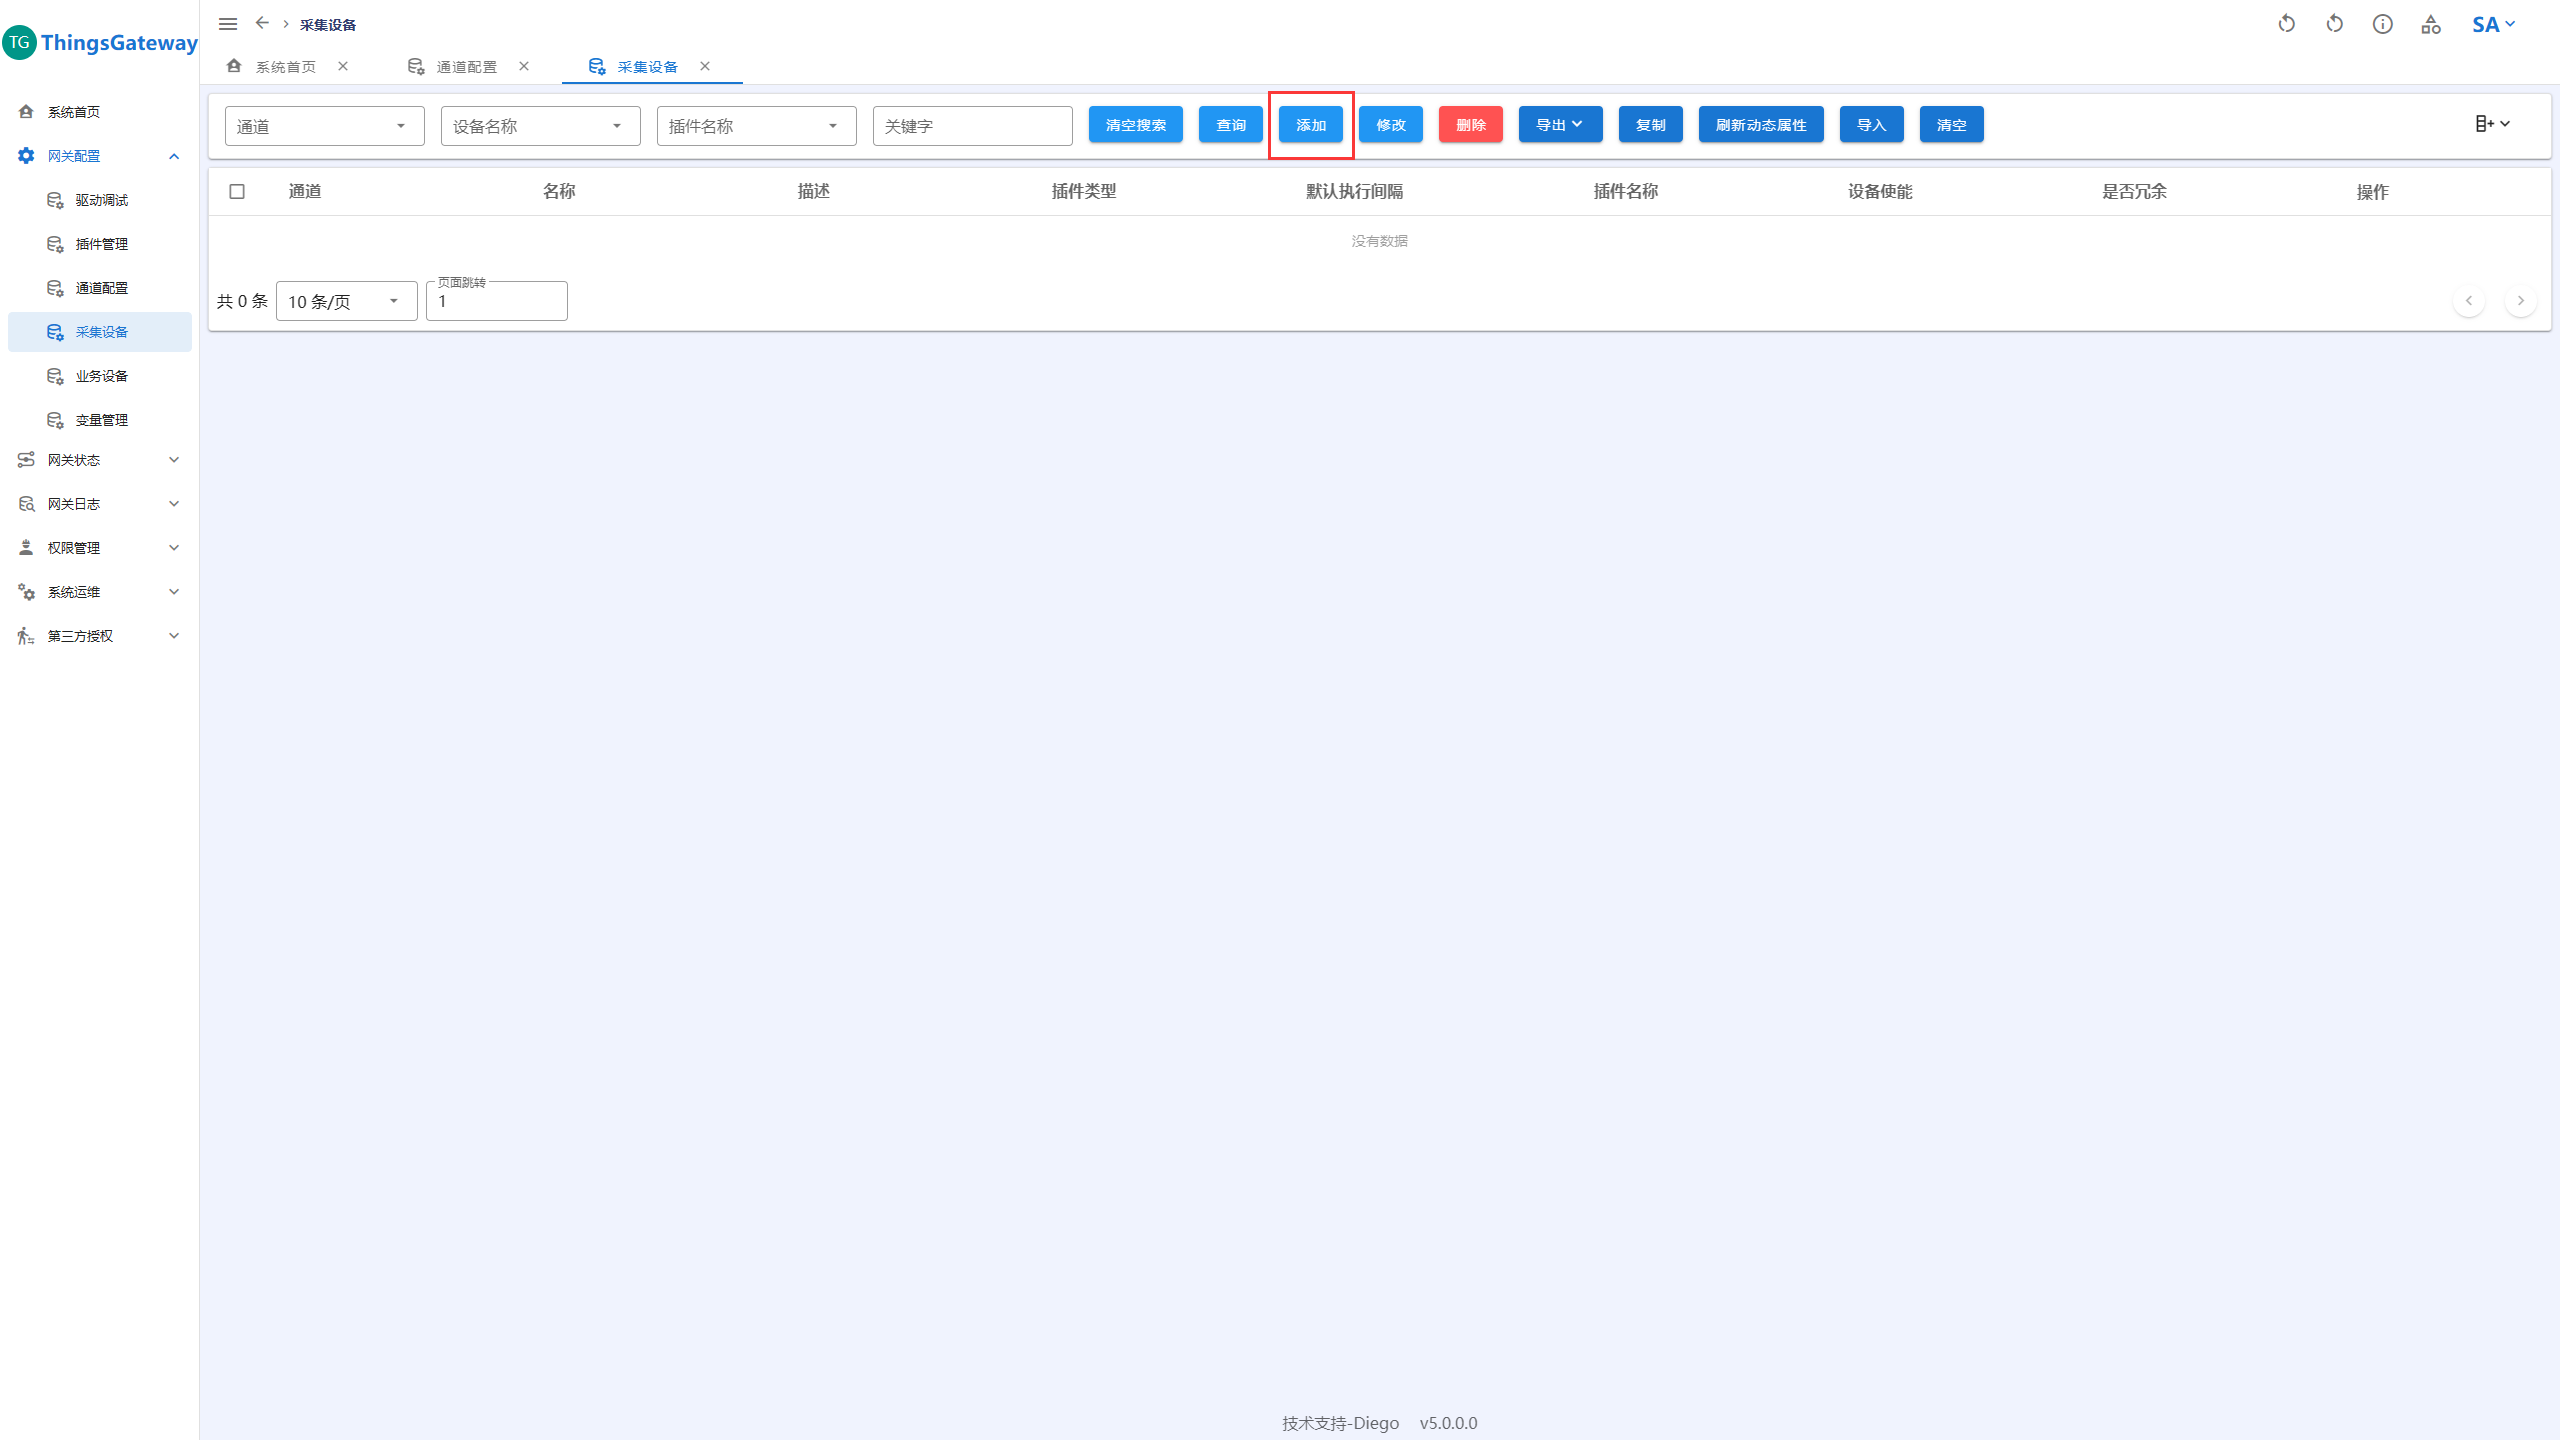 TG ThingsGateway
系统首页
网关配置
驱动调试
插件管理
通道配置
采集设备
业务设备
变量管理
网关状态
网关日志
权限管理
系统运维
第三方授权
采集设备
SA
系统首页 通道配置 采集设备
通道 设备名称 插件名称 关键字 清空搜索 查询 添加 修改 删除 导出 复制 刷新动态属性 导入 清空
通道 名称 描述 插件类型 默认执行间隔 插件名称 设备使能 是否冗余 操作
没有数据
页面跳转
共 0 条 10 条/页 1
技术支持-Diego v5.0.0.0